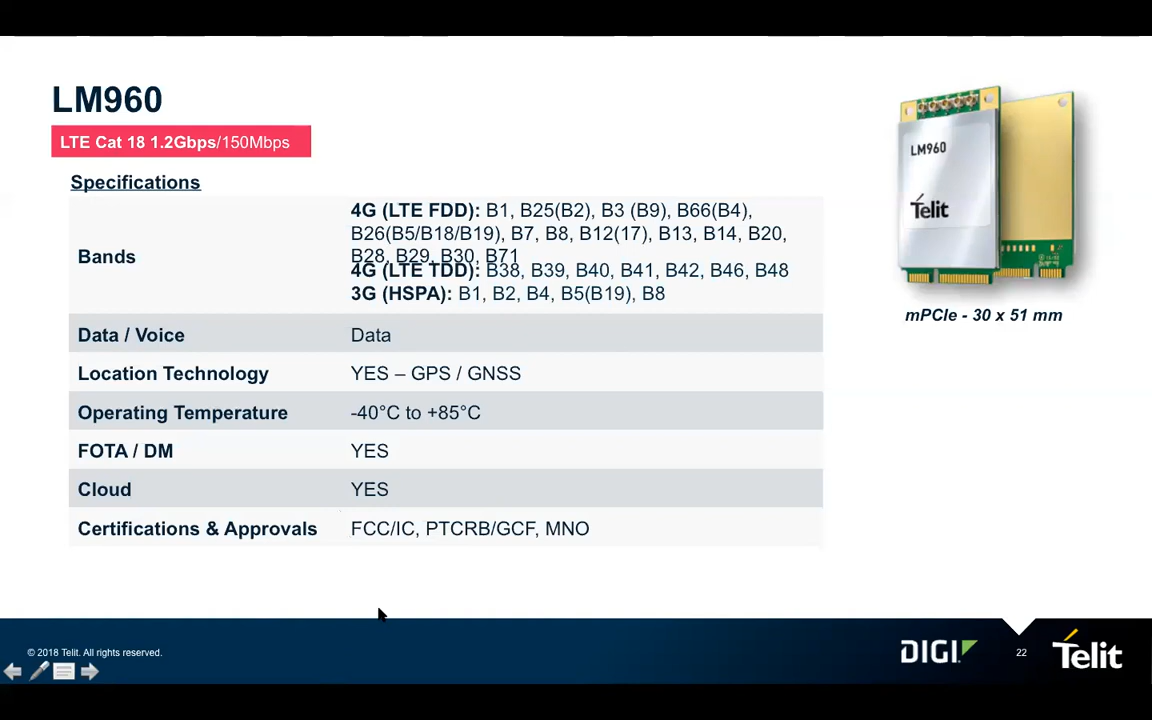 LM960
LTE Cat 18 1.2Gbps/150Mbps
Specifications
Bands
4G (LTE FDD): B1, B25(B2), B3 (B9), B66(B4),
B26(B5/B18/B19), B7, B8, B12(17), B13, B14, B20,
B28, B29, B30, B71
4G (LTE TDD): B38, B39, B40, B41, B42, B46, B48
3G (HSPA): B1, B2, B4, B5(B19), B8
Data / Voice
Data
Location Technology
YES – GPS / GNSS
Operating Temperature
-40°C to +85°C
FOTA / DM
YES
Cloud
YES
Certifications & Approvals
FCC/IC, PTCRB/GCF, MNO
LM960
Telit
mPCIe - 30 x 51 mm
© 2018 Telit. All rights reserved.
DIGI
22
Telit